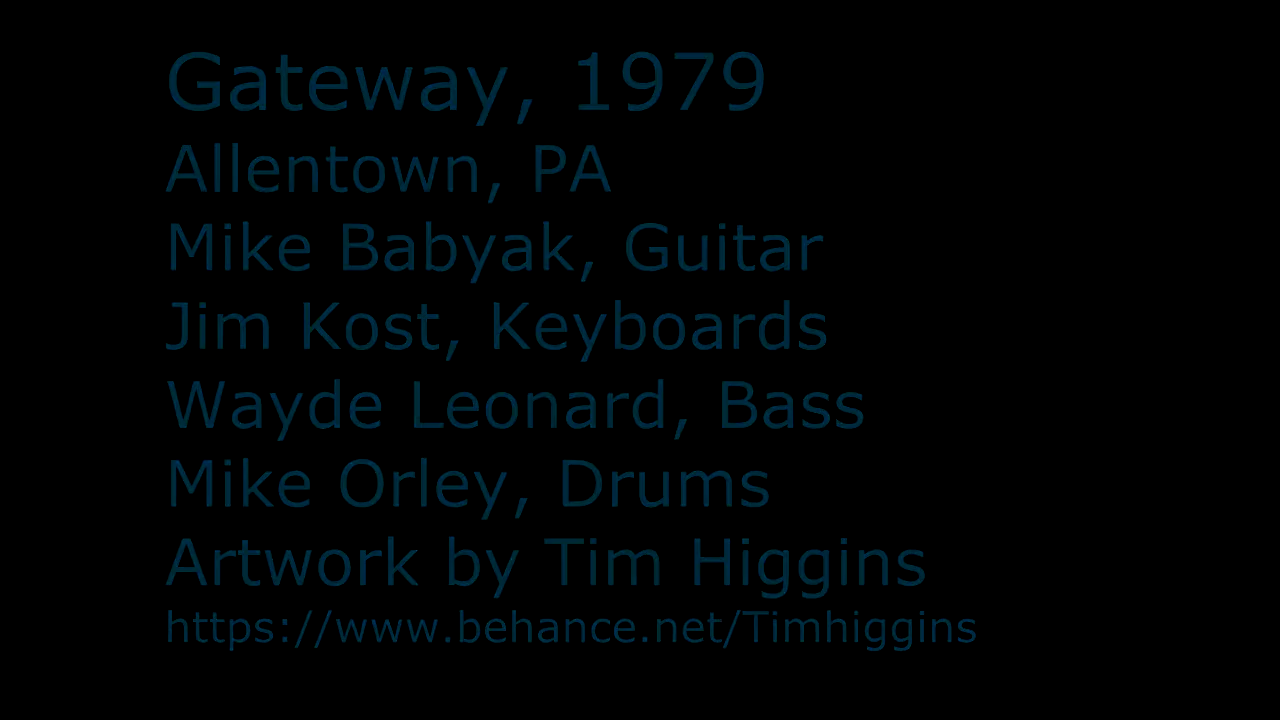 Gateway, 1979
Allentown, PA
Mike Babyak, Guitar
Jim Kost, Keyboards
Wayde Leonard, Bass
Mike Orley, Drums
Artwork by Tim Higgins
https://www.behance.net/Timhiggins